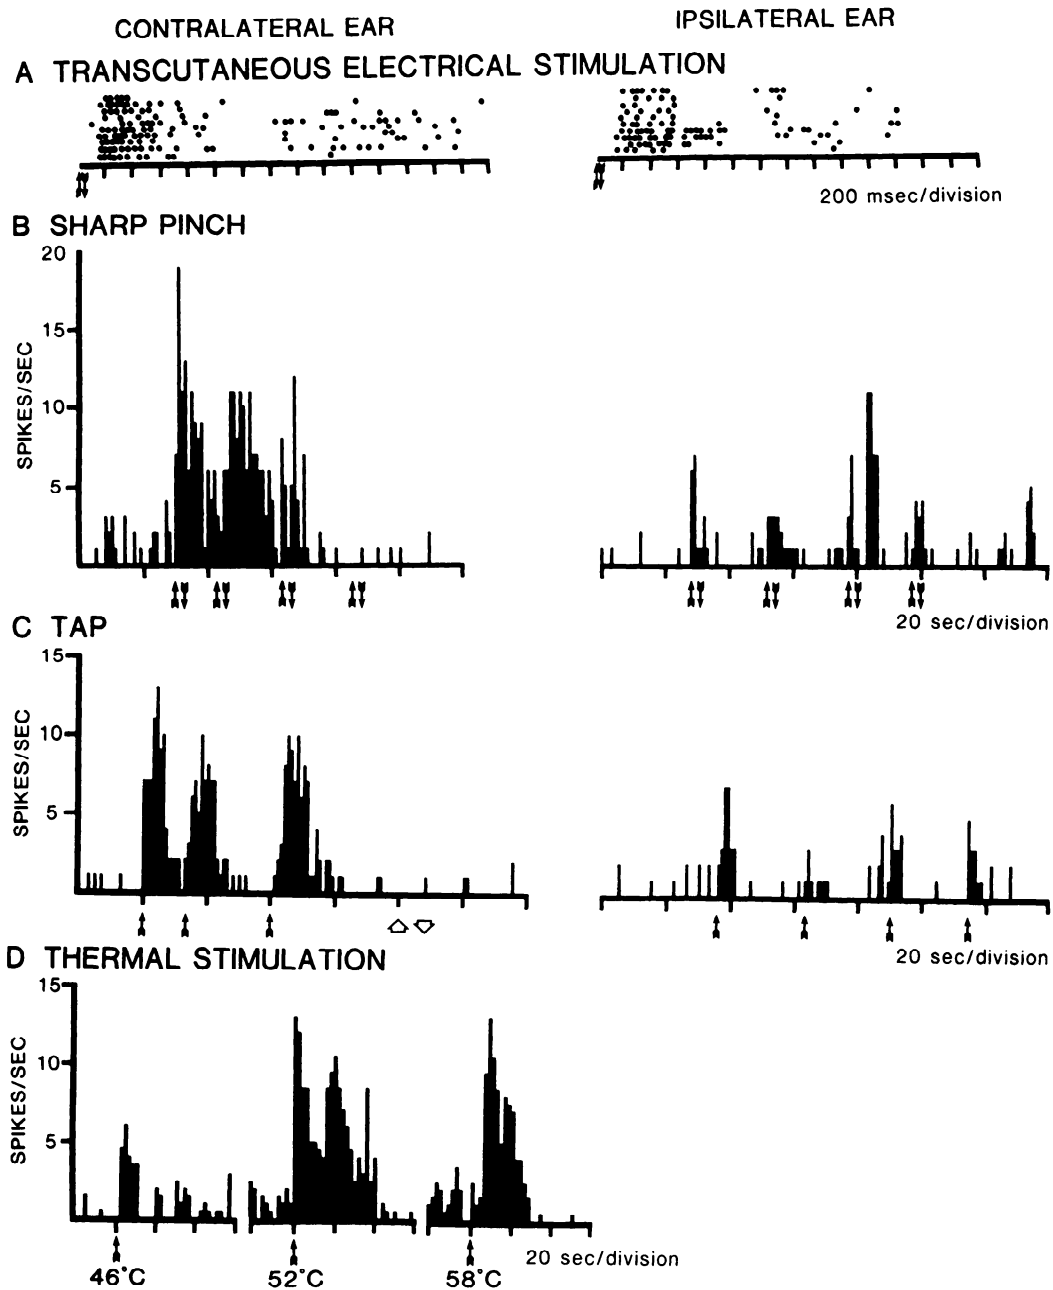 CONTRALATERAL EAR
IPSILATERAL EAR
A TRANSCUTANEOUS ELECTRICAL STIMULATION
200 msec/division
B SHARP PINCH
20
15
10
5
SPIKES/SEC
20 sec/division
C TAP
15
10
5
SPIKES/SEC
20 sec/division
D THERMAL STIMULATION
15
10
5
SPIKES/SEC
20 sec/division
46°C
52°C
58°C